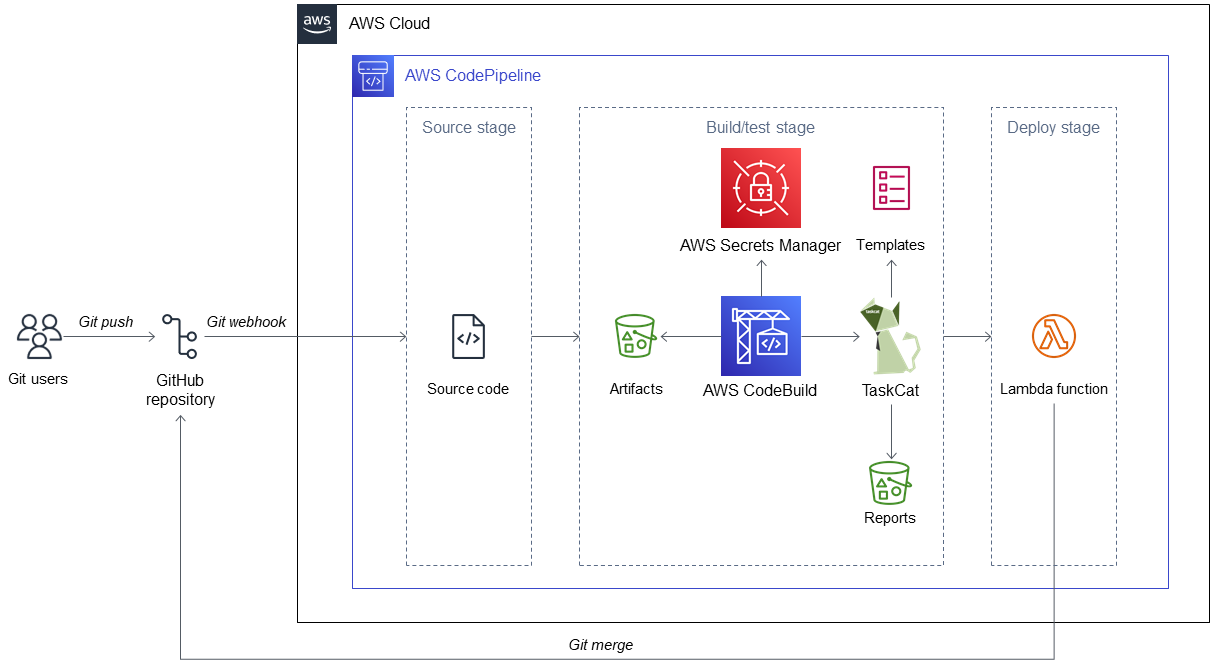 aws
AWS Cloud
AWS CodePipeline
Source stage
Build/test stage
Deploy stage
AWS Secrets Manager
Templates
Git push
Git webhook
taskcat
Git users
GitHub
repository
Source code
Artifacts
AWS CodeBuild
TaskCat
Lambda function
Reports
Git merge